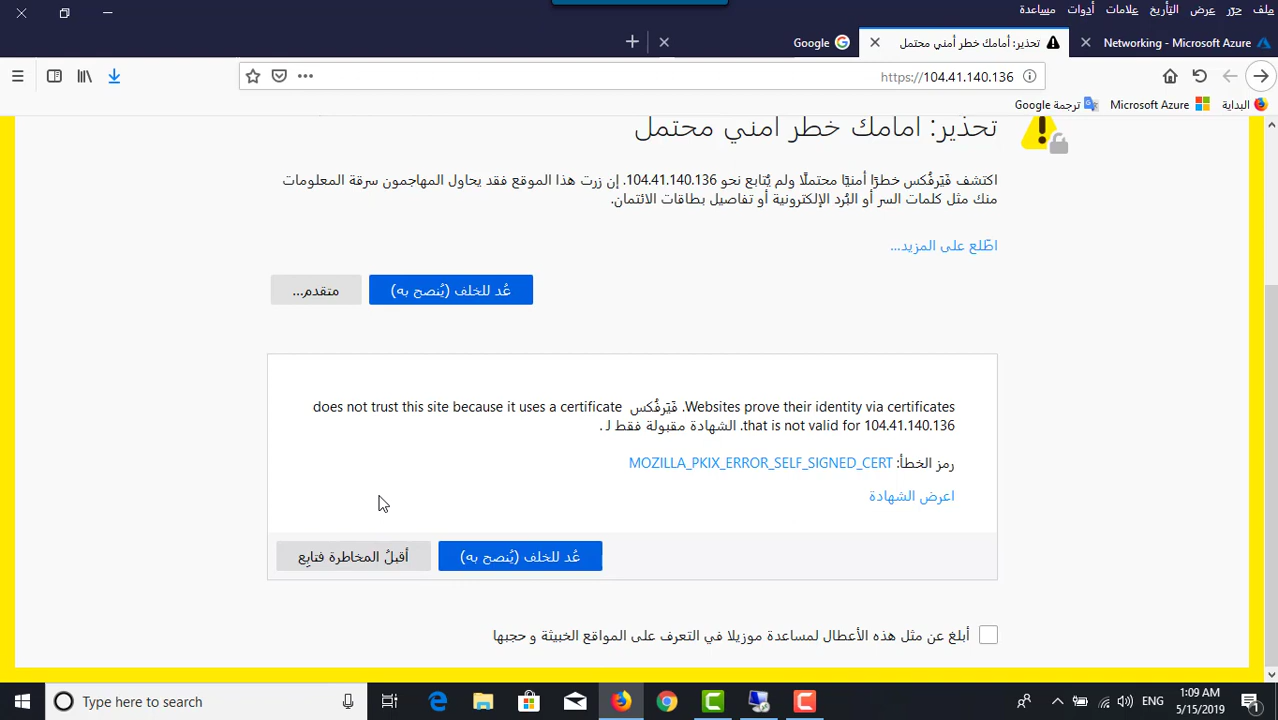 ملف حرّر عرض التأريخ علامات أدوات مساعدة
Networking - Microsoft Azure
تحذير: أمامك خطر أمني محتمل
Google
https://104.41.140.136
البداية Microsoft Azure ترجمة Google
تحذير: أمامك خطر أمني محتمل
اكتشف فَيَرفُكس خطرًا أمنيًا محتملًا ولم يُتابع نحو 104.41.140.136. إن زرت هذا الموقع فقد يحاول المهاجمون سرقة المعلومات
منك مثل كلمات السر أو البُرد الإلكترونية أو تفاصيل بطاقات الائتمان.
اطّلع على المزيد...
عُد للخلف (يُنصح به)
متقدم...
Websites prove their identity via certificates. فَيَرفُكس does not trust this site because it uses a certificate
that is not valid for 104.41.140.136. الشهادة مقبولة فقط لـ .
رمز الخطأ: MOZILLA_PKIX_ERROR_SELF_SIGNED_CERT
اعرض الشهادة
عُد للخلف (يُنصح به)
أقبلُ المخاطرة فتابِع
أبلغ عن مثل هذه الأعطال لمساعدة موزيلا في التعرف على المواقع الخبيثة و حجبها
Type here to search
ENG
1:09 AM
5/15/2019
1